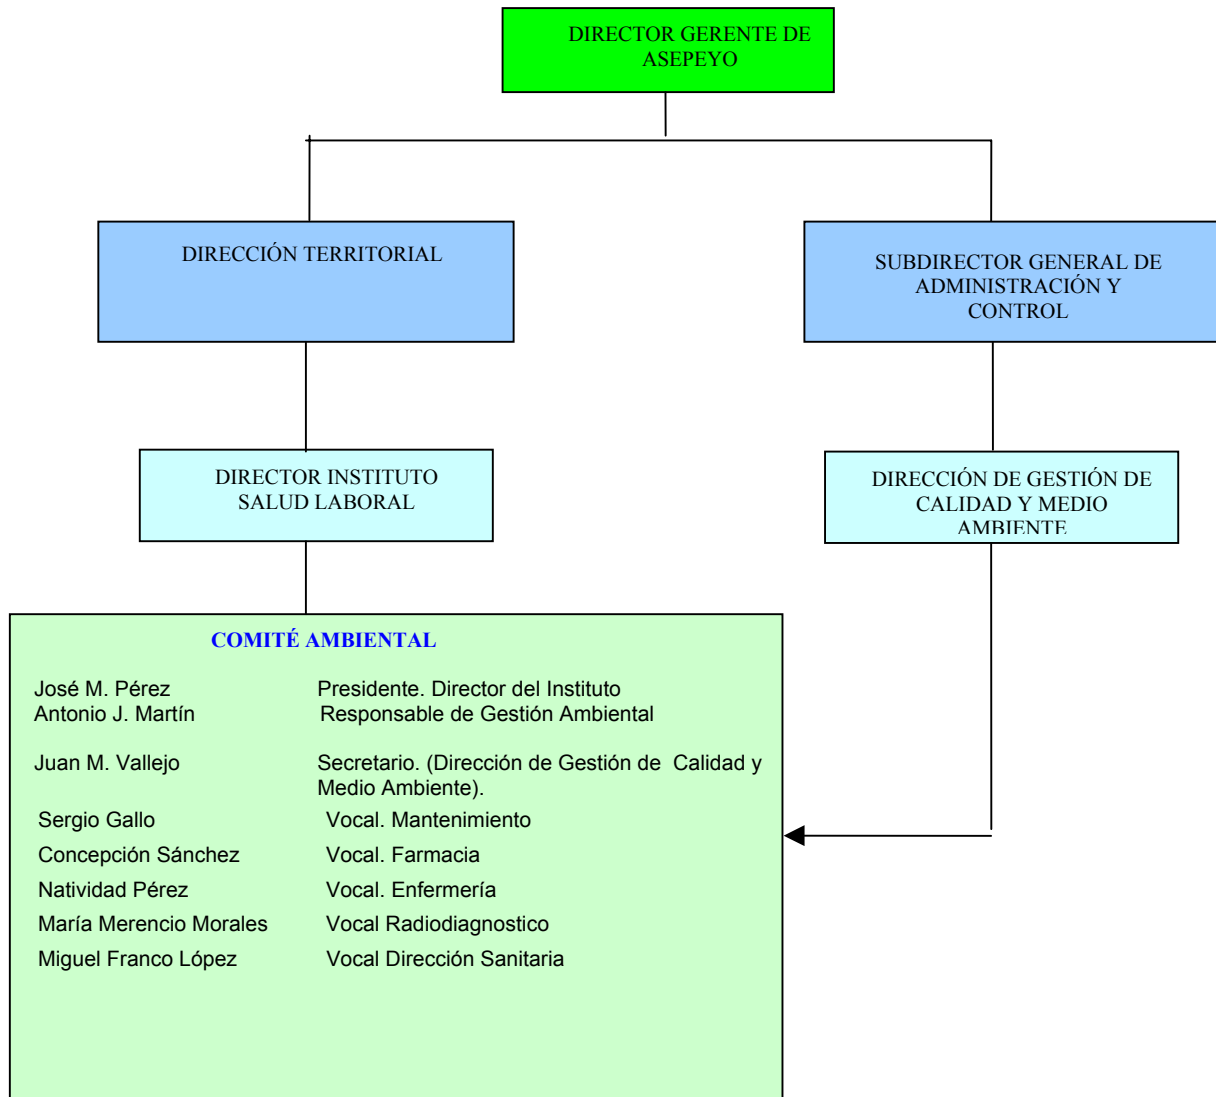 DIRECTOR GERENTE DE
ASEPEYO
DIRECCIÓN TERRITORIAL
SUBDIRECTOR GENERAL DE
ADMINISTRACIÓN Y
CONTROL
DIRECTOR INSTITUTO
SALUD LABORAL
DIRECCIÓN DE GESTIÓN DE
CALIDAD Y MEDIO
AMBIENTE
COMITÉ AMBIENTAL
José M. Pérez Presidente. Director del Instituto
Antonio J. Martín Responsable de Gestión Ambiental
Juan M. Vallejo Secretario. (Dirección de Gestión de Calidad y
Medio Ambiente).
Sergio Gallo Vocal. Mantenimiento
Concepción Sánchez Vocal. Farmacia
Natividad Pérez Vocal. Enfermería
María Merencio Morales Vocal Radiodiagnostico
Miguel Franco López Vocal Dirección Sanitaria